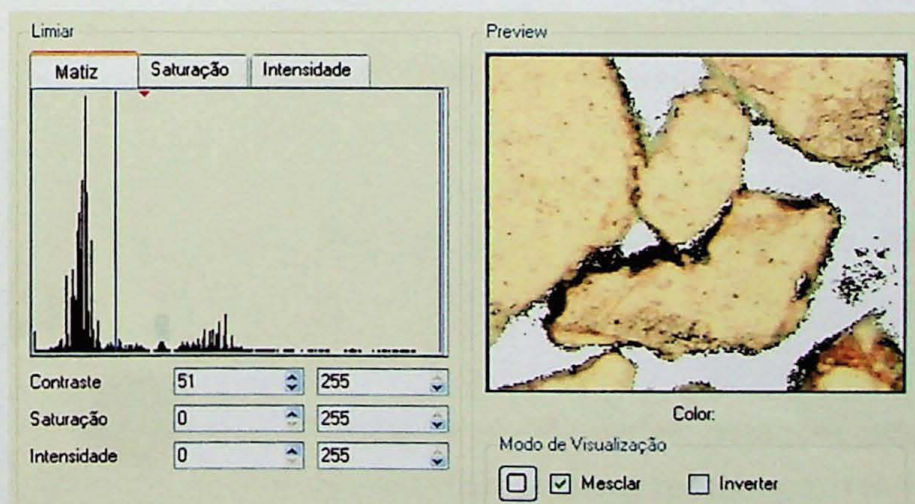 Limiar
Matiz Saturação Intensidade
Contraste 51 255
Saturação 0 255
Intensidade 0 255
Preview
Color:
Modo de Visualização
Mesclar Inverter